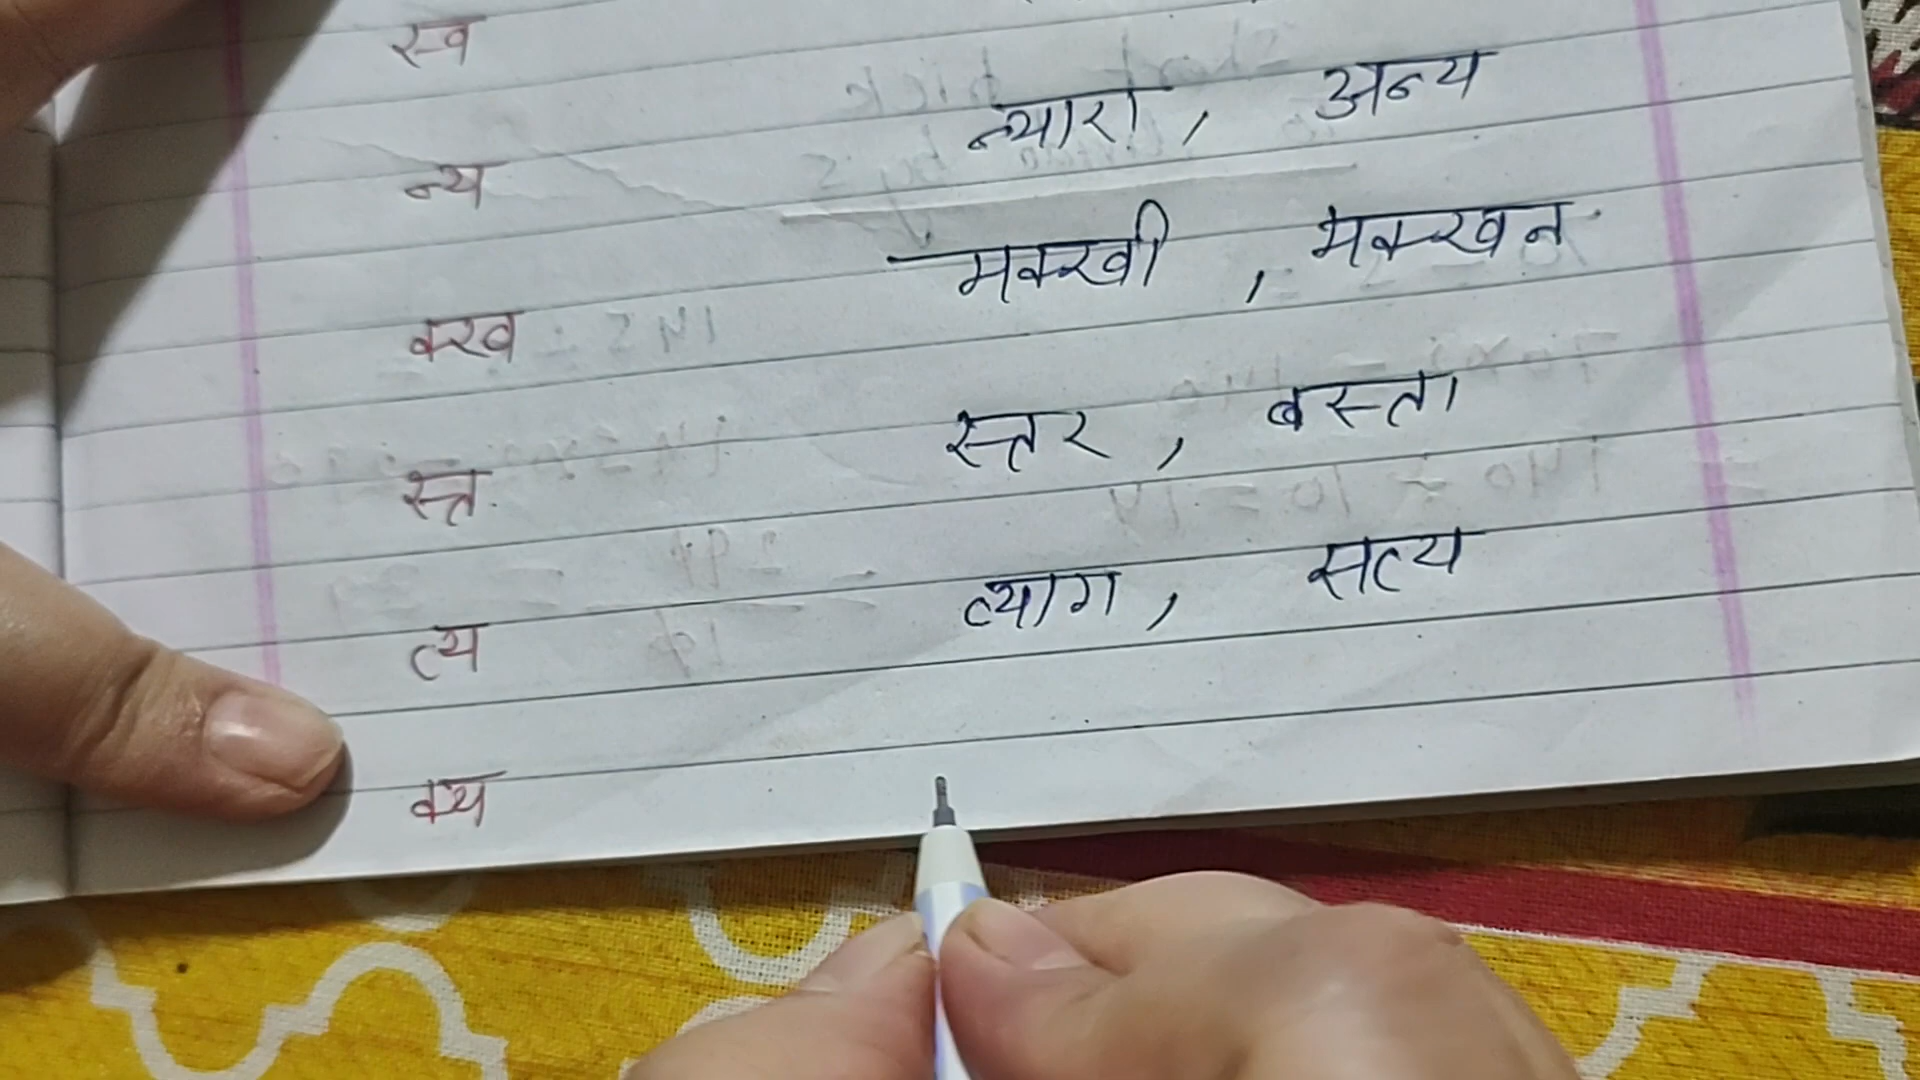 स्व
न्य न्यारा, अन्य
क्ख मक्खी, मक्खन
स्त स्तर, बस्ता
त्य त्याग, सत्य
क्य